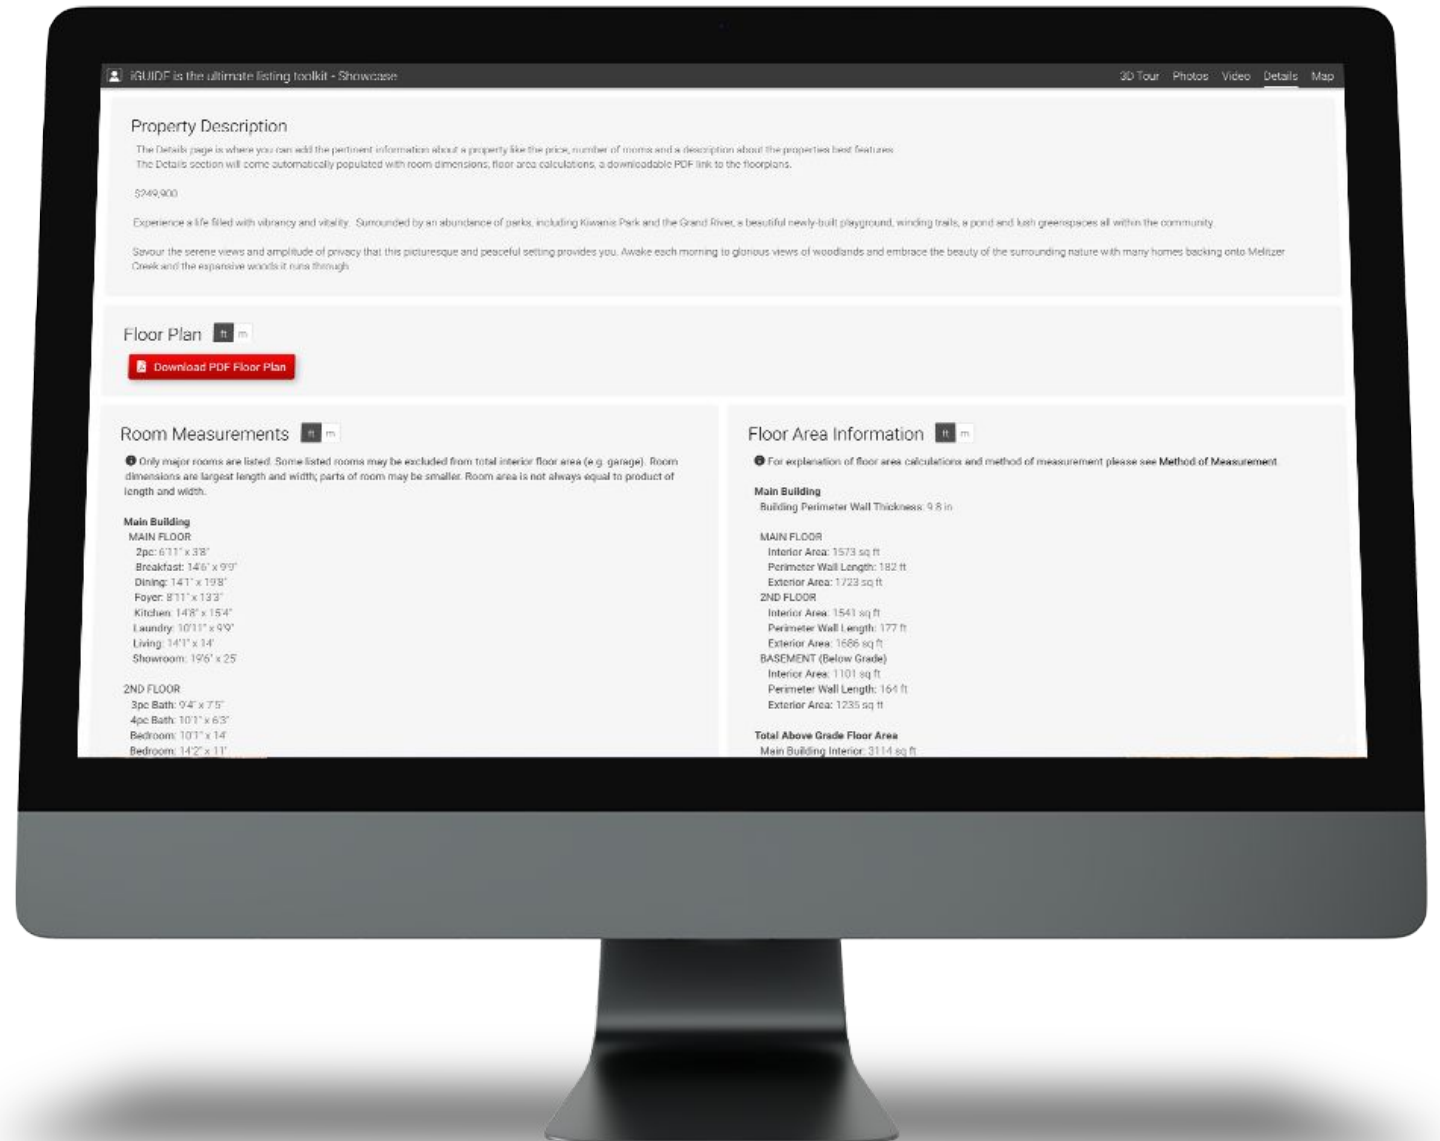 iGUIDE is the ultimate listing toolkit - Showcase
3D Tour Photos Video Details Map
Property Description
The Details page is where you can add the pertinent information about a property like the price, number of rooms and a description about the properties best features
The Details section will come automatically populated with room dimensions, floor area calculations, a downloadable PDF link to the floorplans.
$249,900
Experience a life filled with vibrancy and vitality. Surrounded by an abundance of parks, including Kiwanis Park and the Grand River, a beautiful newly-built playground, winding trails, a pond and lush greenspaces all within the community.
Savour the serene views and amplitude of privacy that this picturesque and peaceful setting provides you. Awake each morning to glorious views of woodlands and embrace the beauty of the surrounding nature with many homes backing onto Melitzer
Creek and the expansive woods it runs through
Floor Plan ft m
Download PDF Floor Plan
Room Measurements ft m
Only major rooms are listed. Some listed rooms may be excluded from total interior floor area (e.g. garage). Room
dimensions are largest length and width; parts of room may be smaller. Room area is not always equal to product of
length and width.
Main Building
MAIN FLOOR
2pc: 6'11" x 3'8"
Breakfast: 14'6" x 9'9"
Dining: 14'1" x 19'8"
Foyer: 8'11" x 13'3"
Kitchen: 14'8" x 15'4"
Laundry: 10'11" x 9'9"
Living: 14'1" x 14'
Showroom: 19'6" x 25'
2ND FLOOR
3pc Bath: 9'4" x 7'5"
4pc Bath: 10'1" x 6'3"
Bedroom: 10'1" x 14'
Bedroom: 14'2" x 11'
Floor Area Information ft m
For explanation of floor area calculations and method of measurement please see Method of Measurement
Main Building
Building Perimeter Wall Thickness: 9.8 in
MAIN FLOOR
Interior Area: 1573 sq ft
Perimeter Wall Length: 182 ft
Exterior Area: 1723 sq ft
2ND FLOOR
Interior Area: 1541 sq ft
Perimeter Wall Length: 177 ft
Exterior Area: 1686 sq ft
BASEMENT (Below Grade)
Interior Area: 1101 sq ft
Perimeter Wall Length: 164 ft
Exterior Area: 1235 sq ft
Total Above Grade Floor Area
Main Building Interior: 3114 sq ft